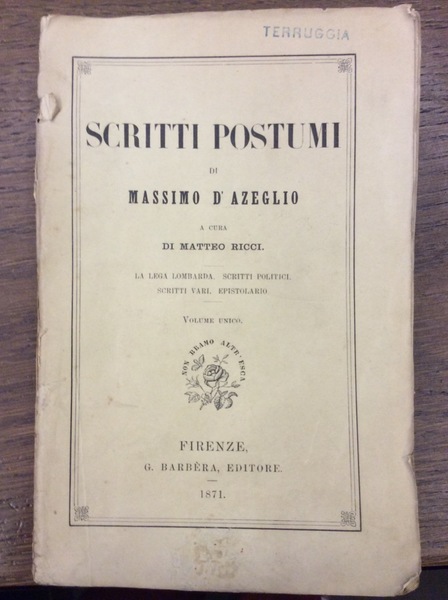 TERRUGGIA
SCRITTI POSTUMI
DI
MASSIMO D' AZEGLIO
A CURA
DI MATTEO RICCI.
LA LEGA LOMBARDA. SCRITTI POLITICI.
SCRITTI VARI. EPISTOLARIO
VOLUME UNICO.
NON BRAMO ALTR' ESCA
FIRENZE,
G. BARBÈRA, EDITORE.
1871.